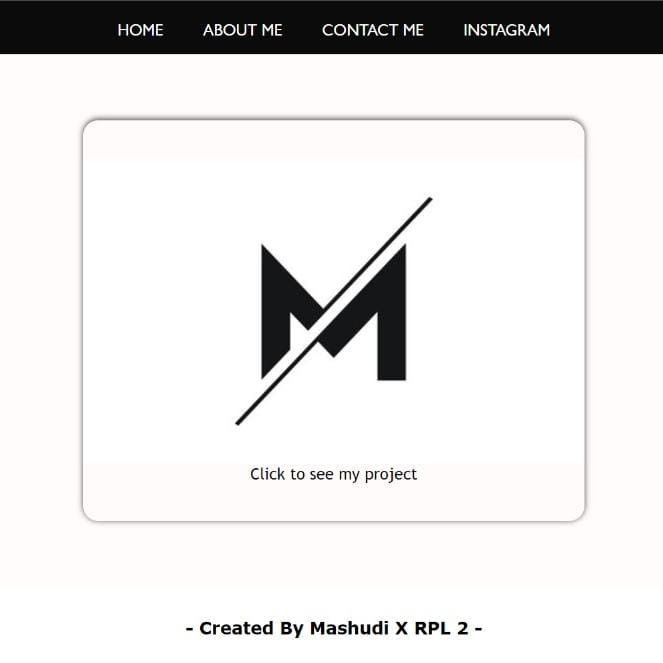 HOME ABOUT ME CONTACT ME INSTAGRAM
M
Click to see my project
- Created By Mashudi X RPL 2 -